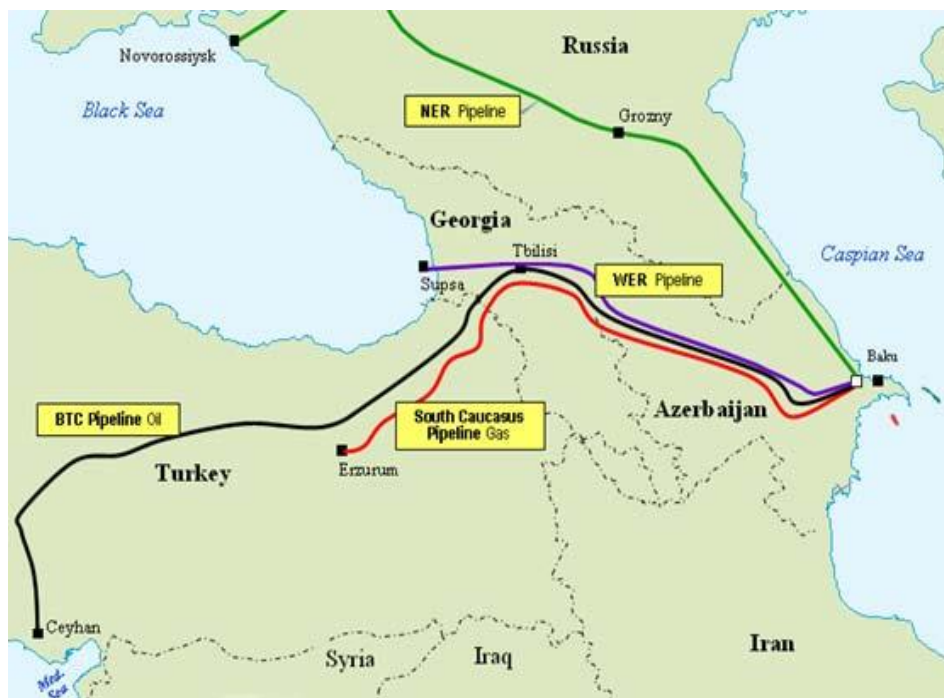 Novorossiysk
Russia
Black Sea
NER Pipeline
Grozny
Georgia
Tbilisi
Caspian Sea
Supsa
WER Pipeline
Baku
BTC Pipeline Oil
South Caucasus
Pipeline Gas
Azerbaijan
Turkey
Erzurum
Ceyhan
Syria
Iraq
Iran
Med.
Sea